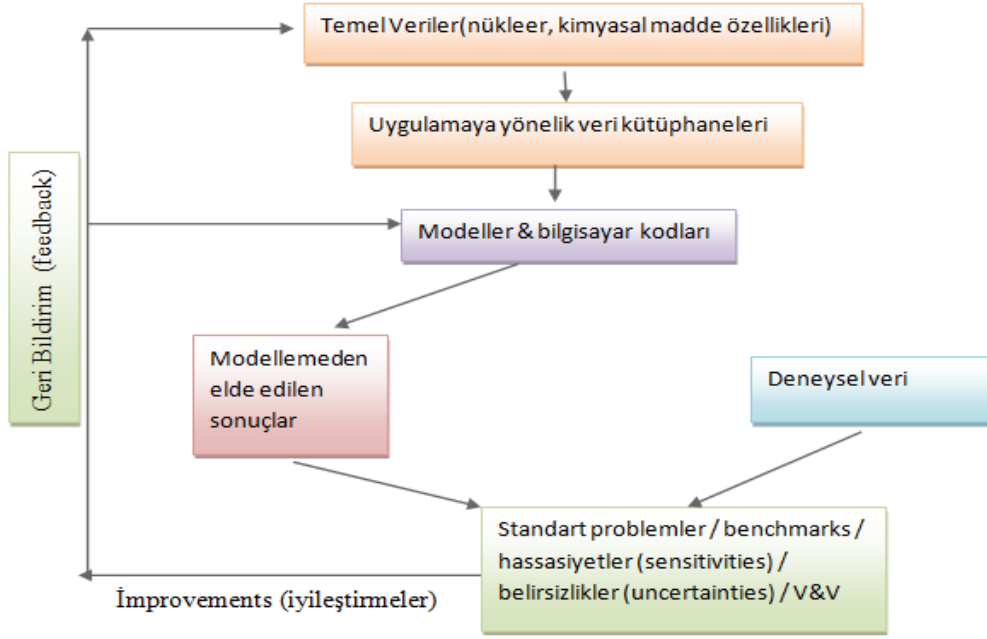 Temel Veriler(nükleer, kimyasal madde özellikleri)
Uygulamaya yönelik veri kütüphaneleri
Geri Bildirim (feedback)
Modeller & bilgisayar kodları
Modellemeden
elde edilen
sonuçlar
Deneysel veri
Standart problemler / benchmarks /
hassasiyetler (sensitivities) /
belirsizlikler (uncertainties) / V&V
İmprovements (iyileştirmeler)